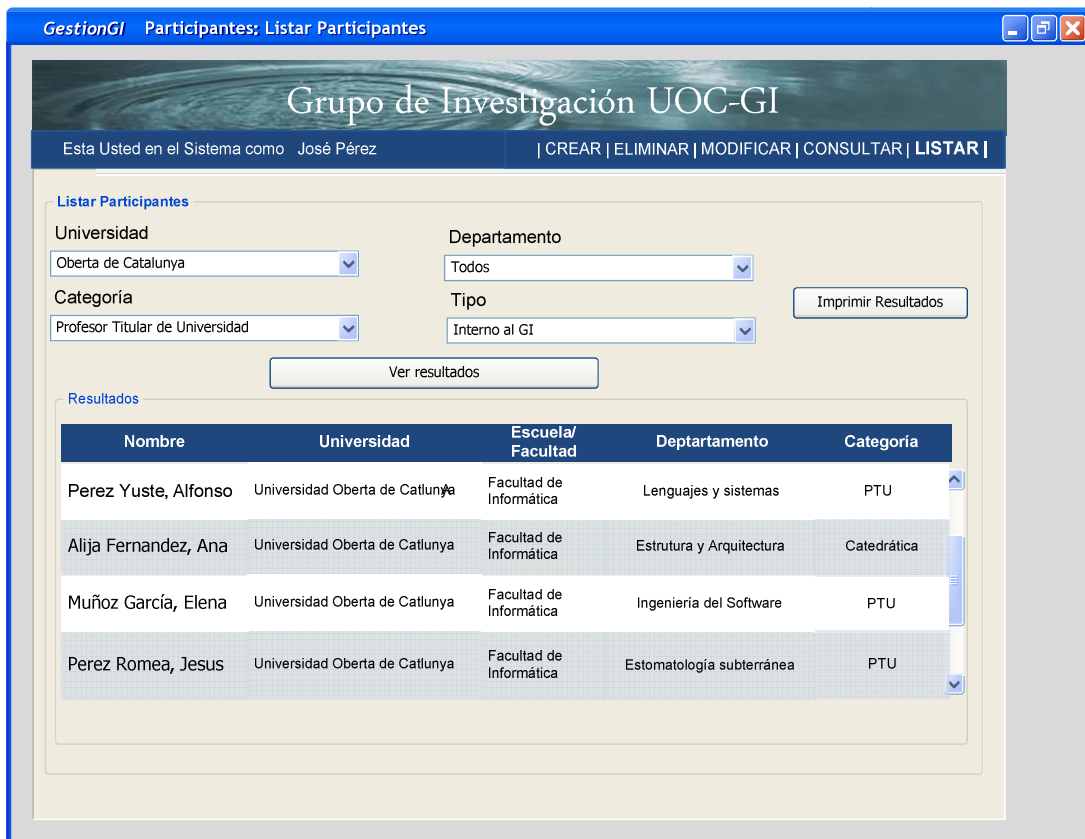 GestionGI Participantes: Listar Participantes
Grupo de Investigación UOC-GI
Esta Usted en el Sistema como José Pérez | CREAR | ELIMINAR | MODIFICAR | CONSULTAR | LISTAR |
Listar Participantes
Universidad
Departamento
Oberta de Catalunya
Todos
Categoría
Tipo
Imprimir Resultados
Profesor Titular de Universidad
Interno al GI
Ver resultados
Resultados
Nombre Universidad Escuela/ Deptartamento Categoría
Facultad
Perez Yuste, Alfonso Universidad Oberta de Catlunya Facultad de Lenguajes y sistemas PTU
Informática
Alija Fernandez, Ana Universidad Oberta de Catlunya Facultad de Estrutura y Arquitectura Catedrática
Informática
Muñoz García, Elena Universidad Oberta de Catlunya Facultad de Ingeniería del Software PTU
Informática
Perez Romea, Jesus Universidad Oberta de Catlunya Facultad de Estomatología subterránea PTU
Informática